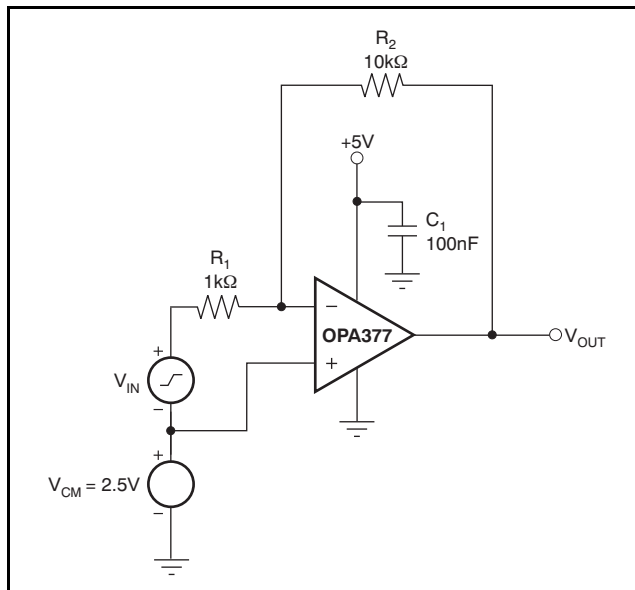 R2
10kΩ
+5V
C1
100nF
R1
1kΩ
−
OPA377
+
VOUT
+
VIN
−
+
VCM = 2.5V
−